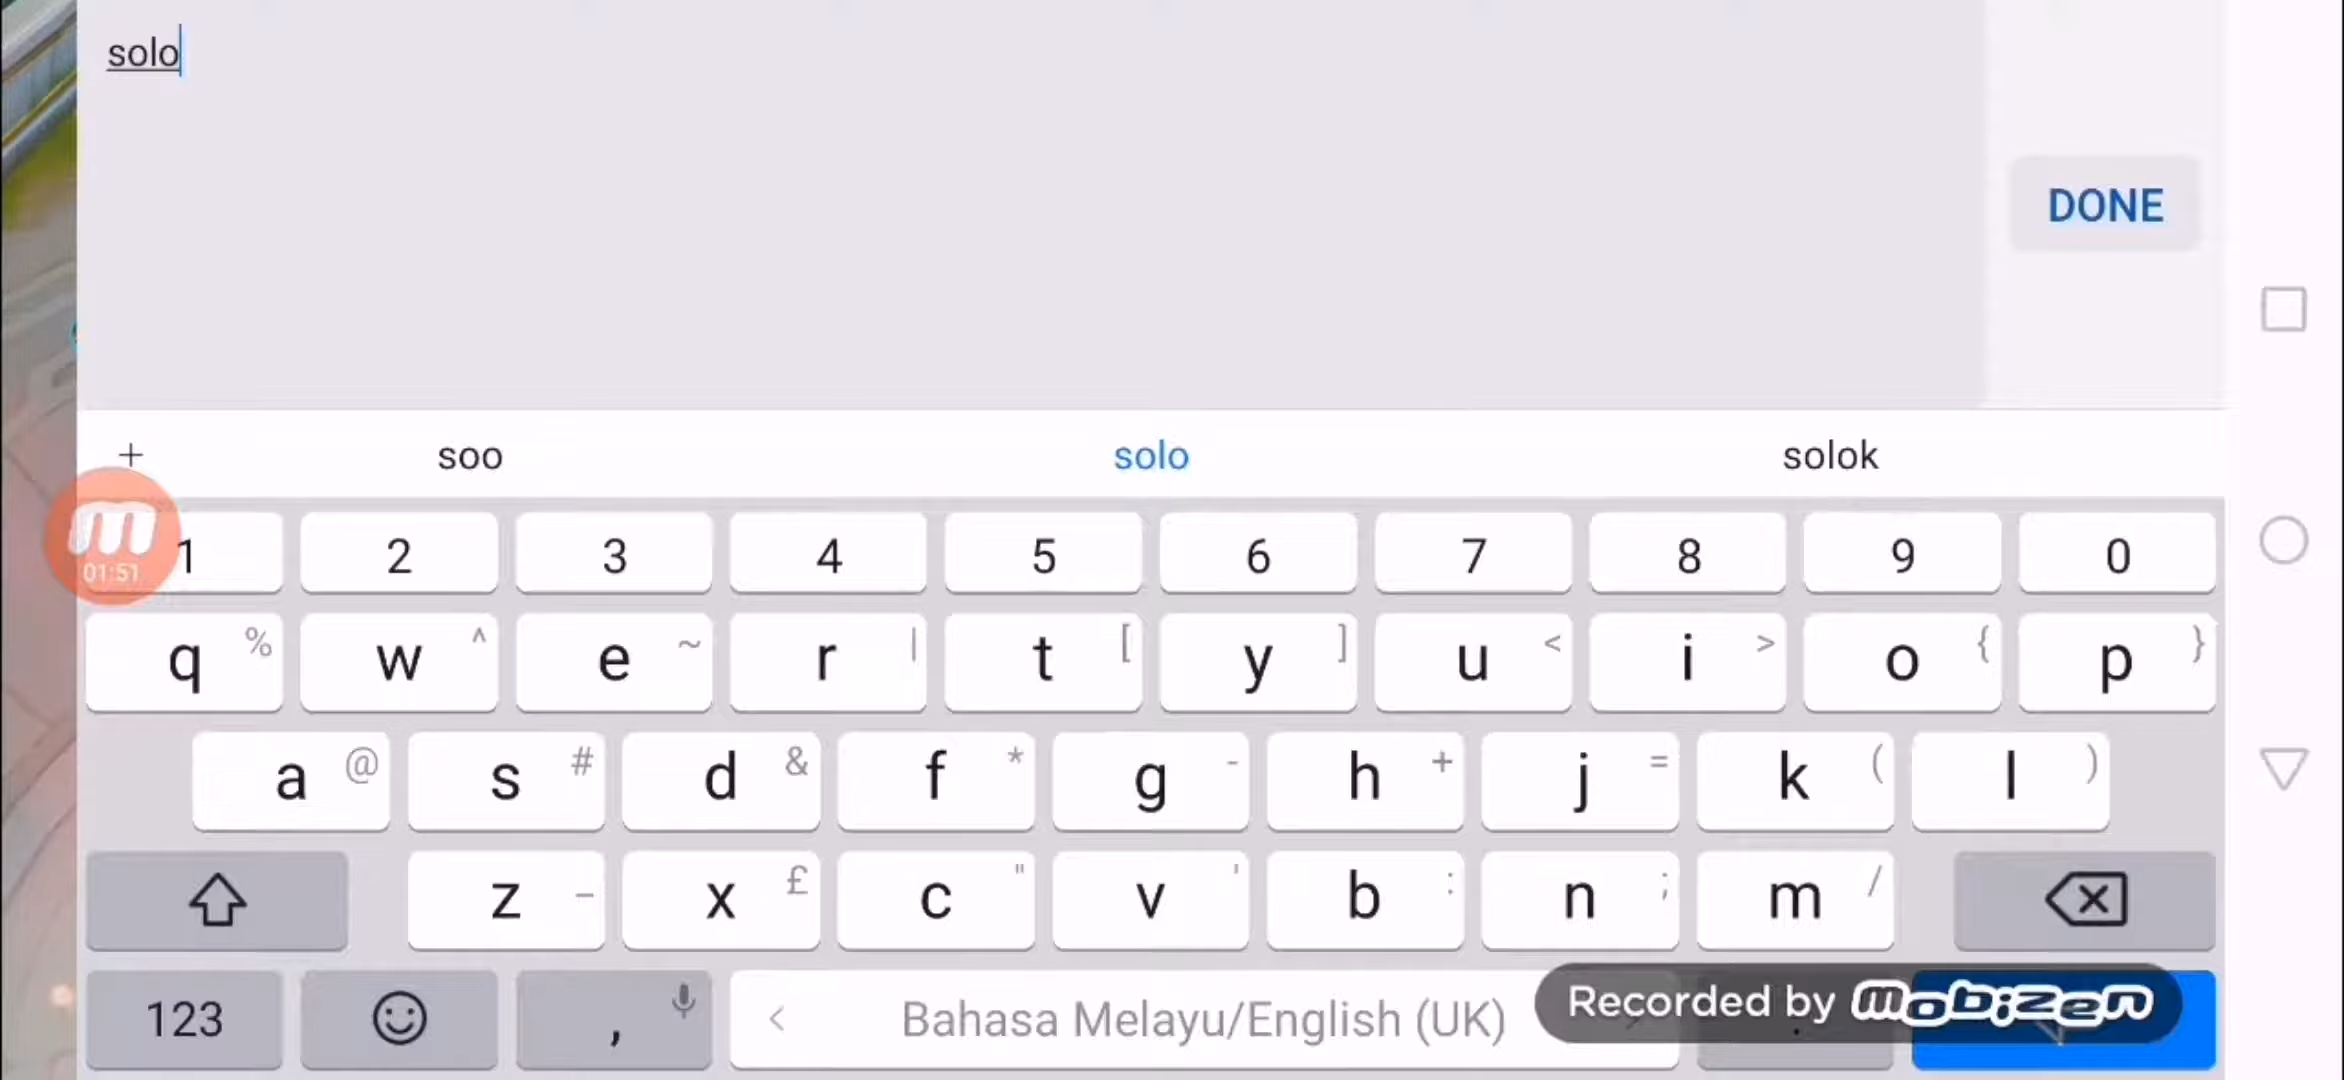 solo
DONE
+ soo solo solok
01:51
1 2 3 4 5 6 7 8 9 0
q % w ^ e ~ r | t [ y ] u < i > o { p }
a @ s # d & f * g - h + j = k ( l )
z _ x £ c " v ' b : n ; m /
123 , < Bahasa Melayu/English (UK) > .
Recorded by mobizen